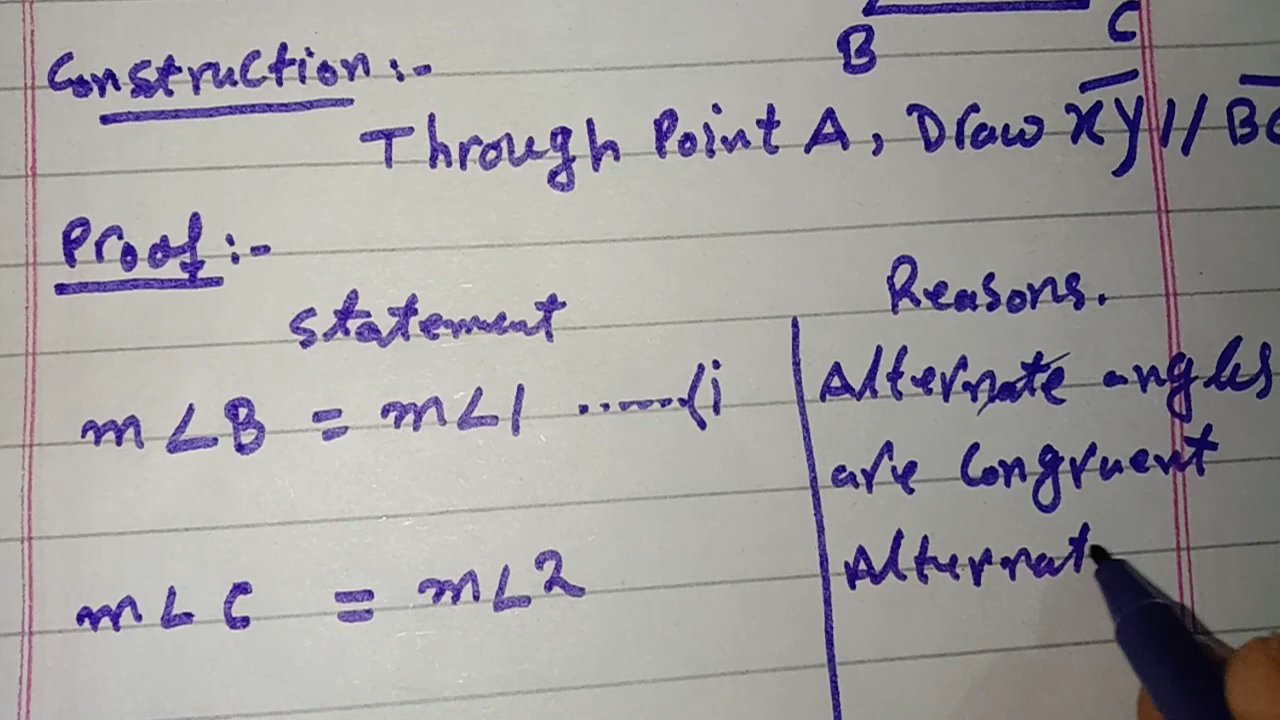 B C
Construction:-
Through Point A, Draw XY // BC
Proof:-
Statement Reasons.
m∠B = m∠1 ......(i Alternate angles
are Congruent
m∠C = m∠2 Alternat